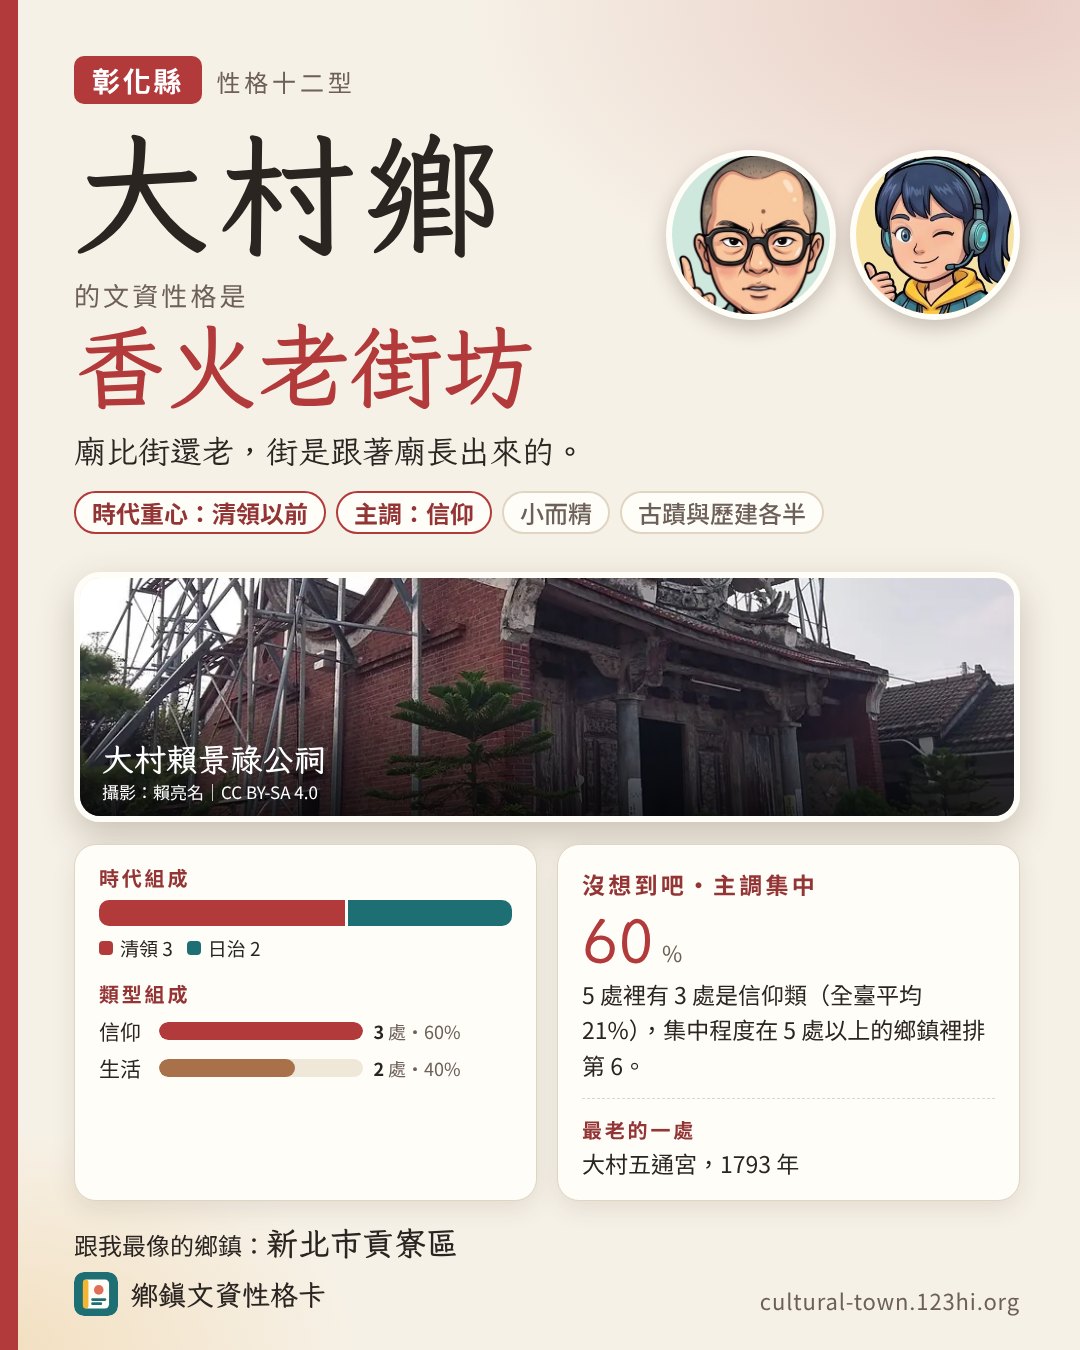 彰化縣 性格十二型
大村鄉
的文資性格是
香火老街坊
廟比街還老，街是跟著廟長出來的。
時代重心：清領以前 主調：信仰 小而精 古蹟與歷建各半
大村賴景祿公祠
攝影：賴亮名｜CC BY-SA 4.0
時代組成
清領 3 日治 2
類型組成
信仰 3 處・60%
生活 2 處・40%
沒想到吧・主調集中
60 %
5 處裡有 3 處是信仰類（全臺平均
21%），集中程度在 5 處以上的鄉鎮裡排
第 6。
最老的一處
大村五通宮，1793 年
跟我最像的鄉鎮：新北市貢寮區
鄉鎮文資性格卡
cultural-town.123hi.org